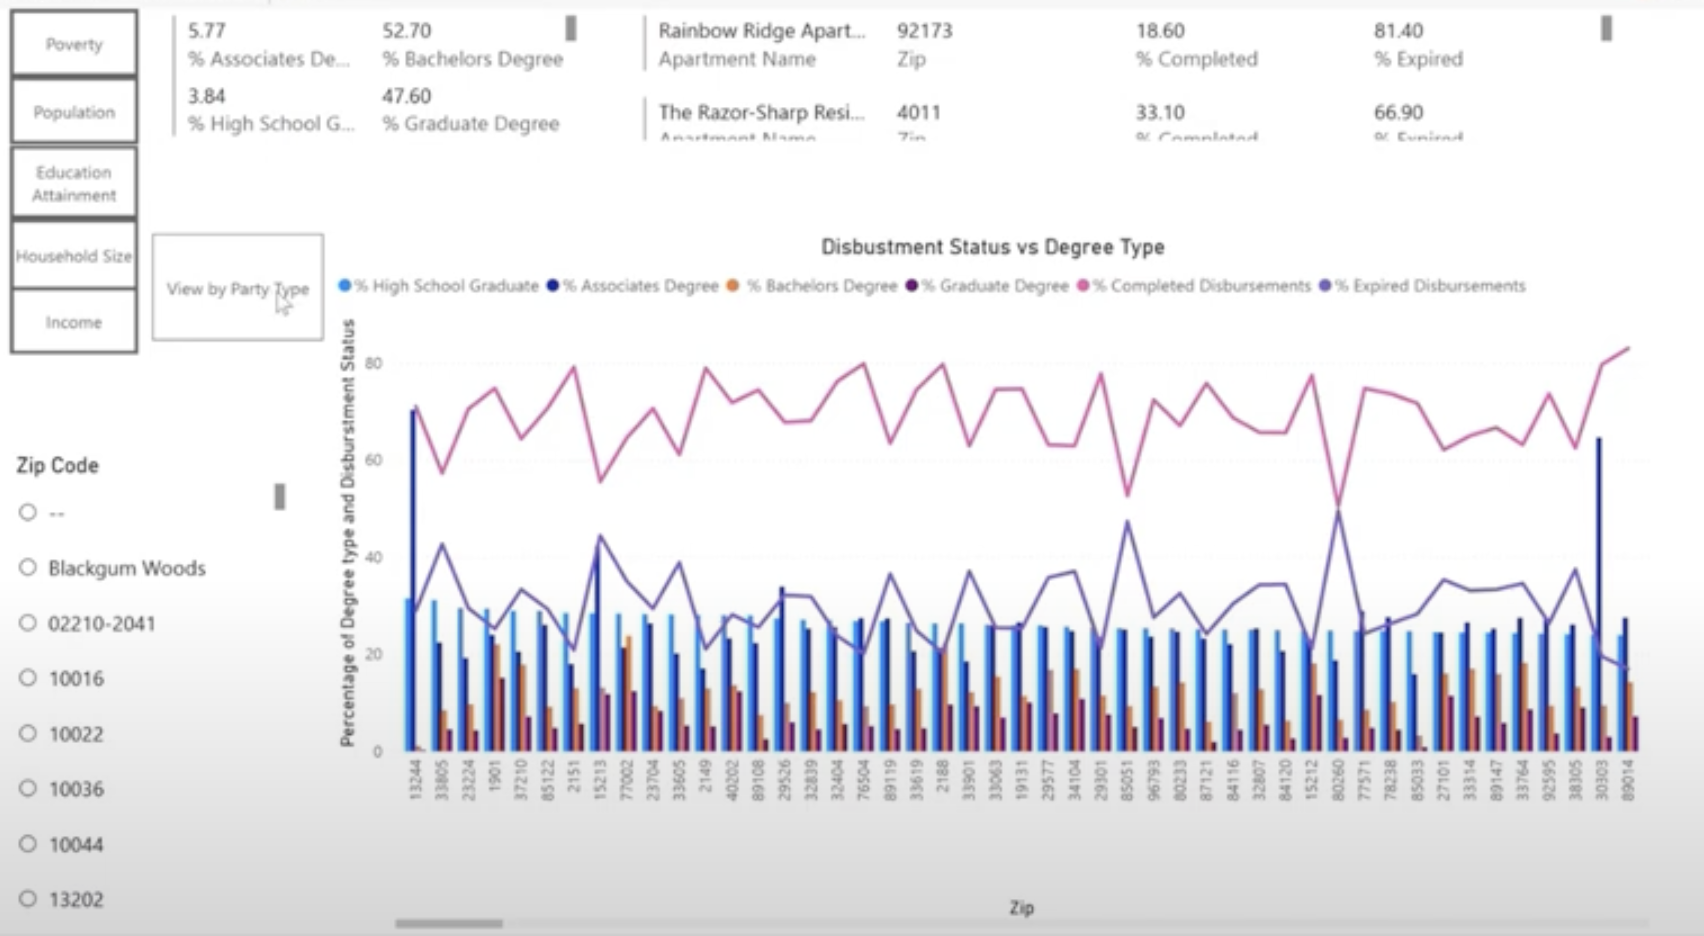 Poverty
Population
Education
Attainment
Household Size
Income
5.77
52.70
% Associates De...
% Bachelors Degree
3.84
47.60
% High School G...
% Graduate Degree
Rainbow Ridge Apart...
92173
18.60
81.40
Apartment Name
Zip
% Completed
% Expired
The Razor-Sharp Resi...
4011
33.10
66.90
Apartment Name
Zip
% Completed
% Expired
View by Party Type
Disbustment Status vs Degree Type
% High School Graduate
% Associates Degree
% Bachelors Degree
% Graduate Degree
% Completed Disbursements
% Expired Disbursements
Percentage of Degree type and Disburstment Status
80
60
40
20
0
13244
33805
23224
1901
37210
85122
2151
15213
77002
23704
33605
2149
40202
89108
29526
32839
32404
76504
89119
33619
2188
33901
33063
19131
29577
34104
29301
85051
96793
80233
87121
84116
32807
84120
15212
80260
77571
78238
85033
27101
33314
89147
33764
92595
38305
30303
89014
Zip
Zip Code
--
Blackgum Woods
02210-2041
10016
10022
10036
10044
13202